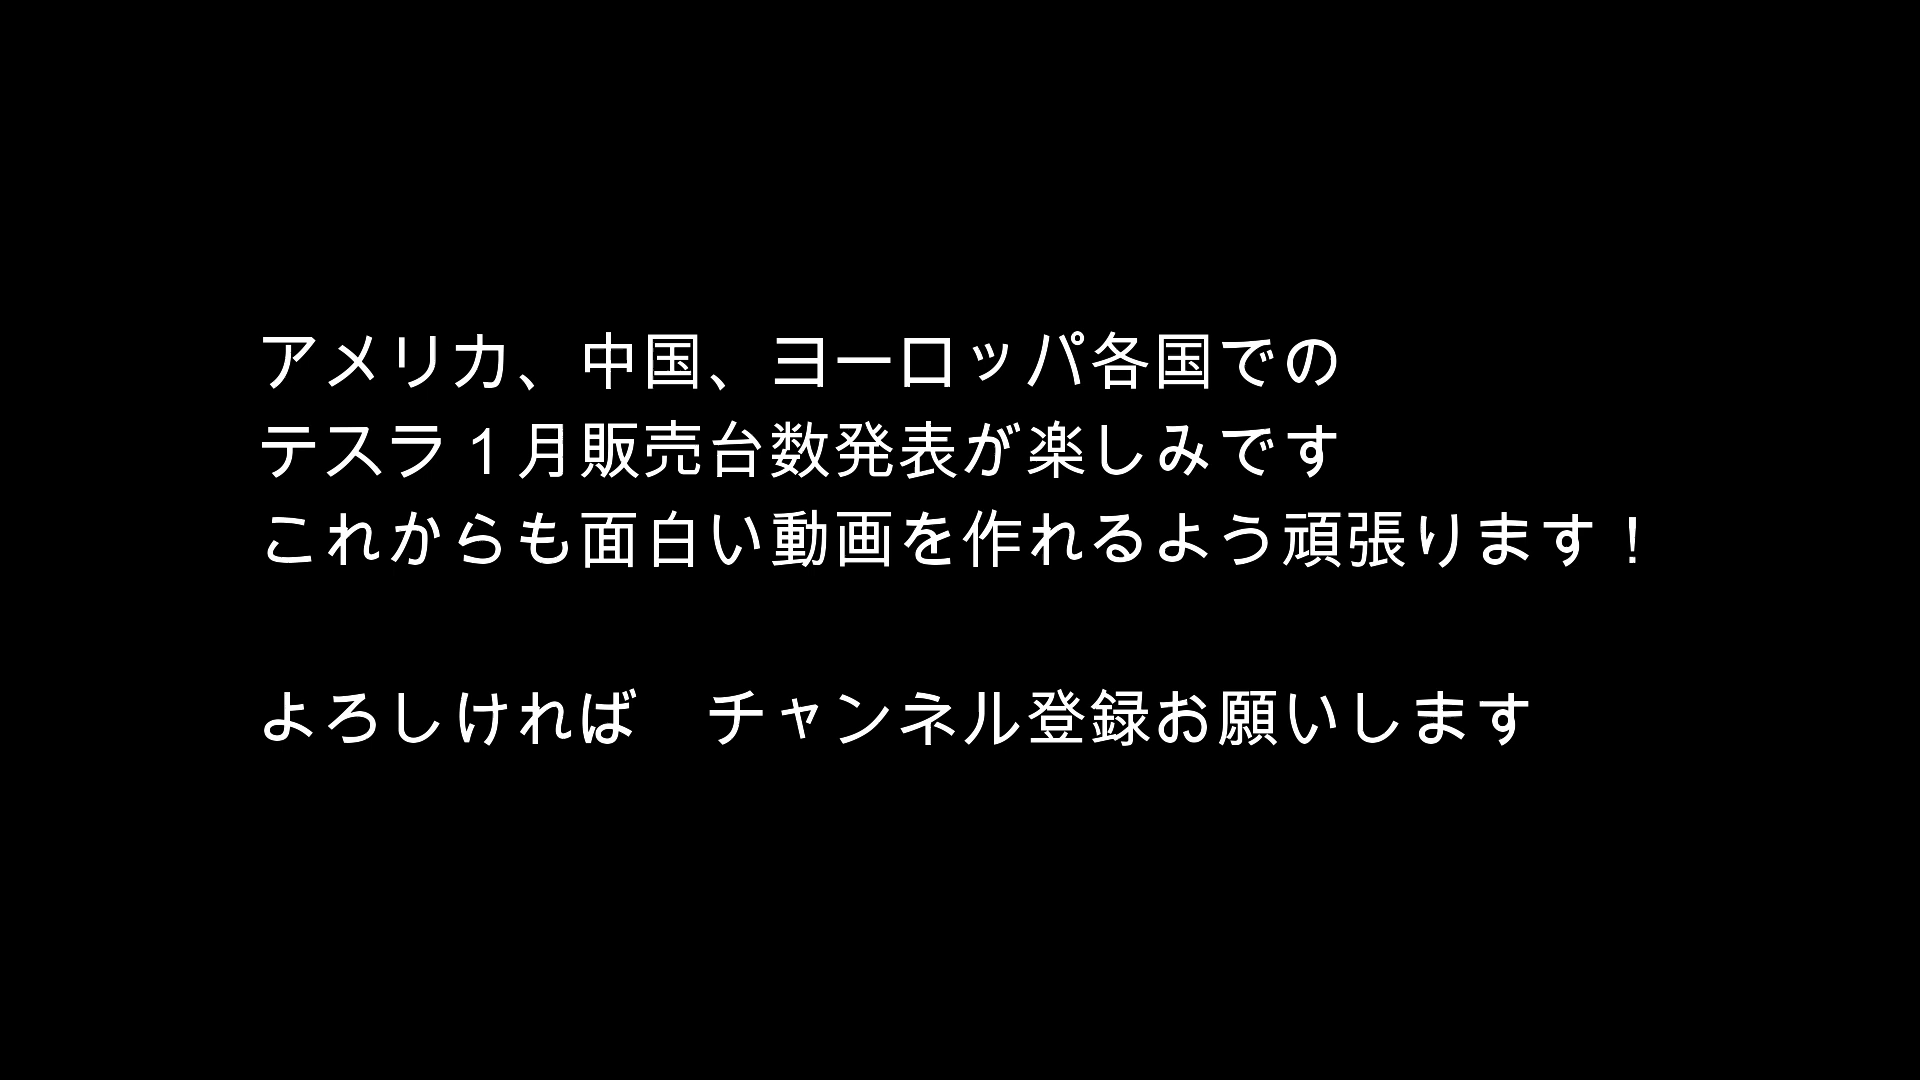 アメリカ、中国、ヨーロッパ各国での
テスラ１月販売台数発表が楽しみです
これからも面白い動画を作れるよう頑張ります！
よろしければ　チャンネル登録お願いします